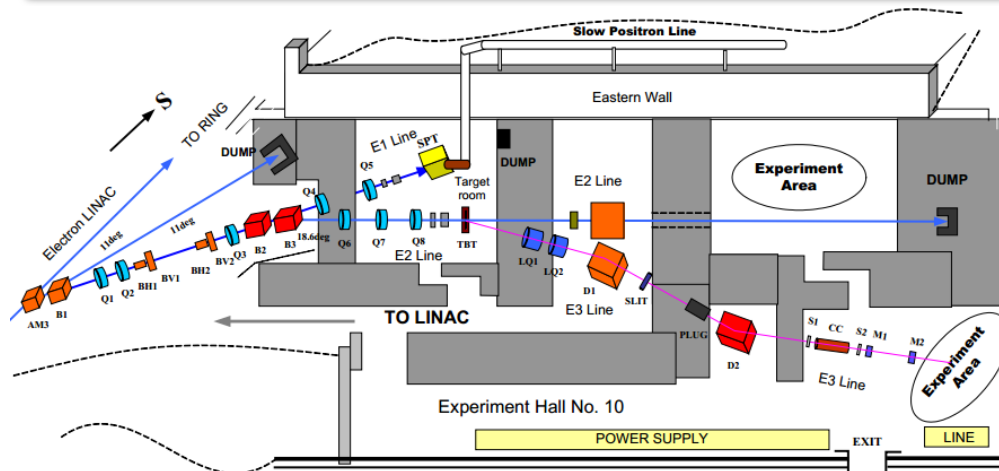 Slow Positron Line
S
Eastern Wall
TO RING
DUMP
E1 Line
SPT
Q5
Q4
Target
room
DUMP
Experiment
Area
DUMP
Electron LINAC
11deg
11deg
E2 Line
B2
B3
18.6deg
Q6
Q7
Q8
TBT
E2 Line
Q3
BV2
BH2
BV1
BH1
Q2
Q1
B1
AM3
LQ1
LQ2
D1
SLIT
E3 Line
TO LINAC
PLUG
D2
S1
CC
S2
M1
M2
E3 Line
Experiment
Area
Experiment Hall No. 10
POWER SUPPLY
EXIT
LINE